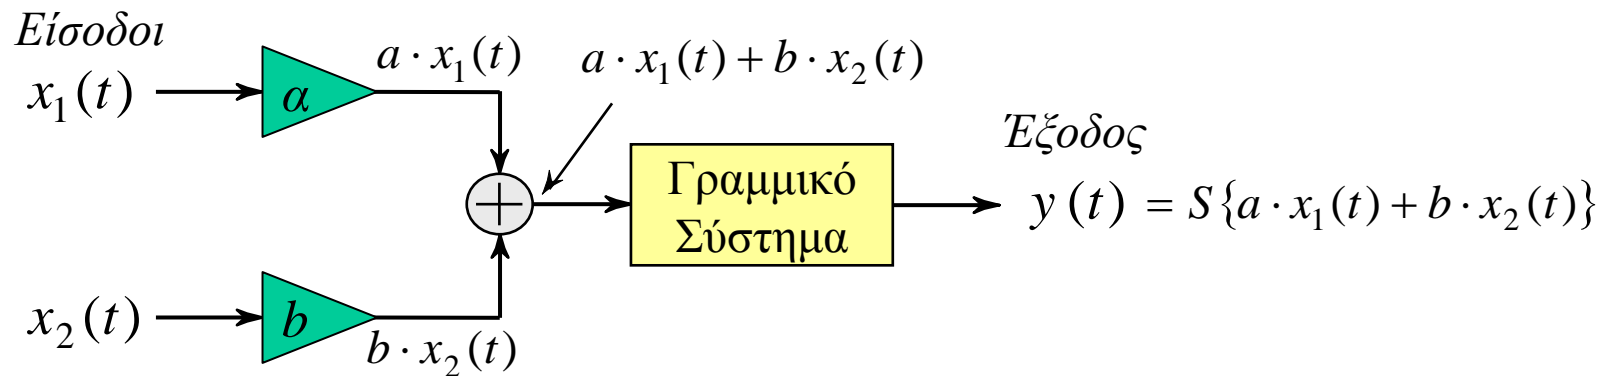 Είσοδοι
x₁(t)
α
a · x₁(t)
a · x₁(t) + b · x₂(t)
Γραμμικό
Σύστημα
Έξοδος
y(t) = S{a · x₁(t) + b · x₂(t)}
x₂(t)
b
b · x₂(t)